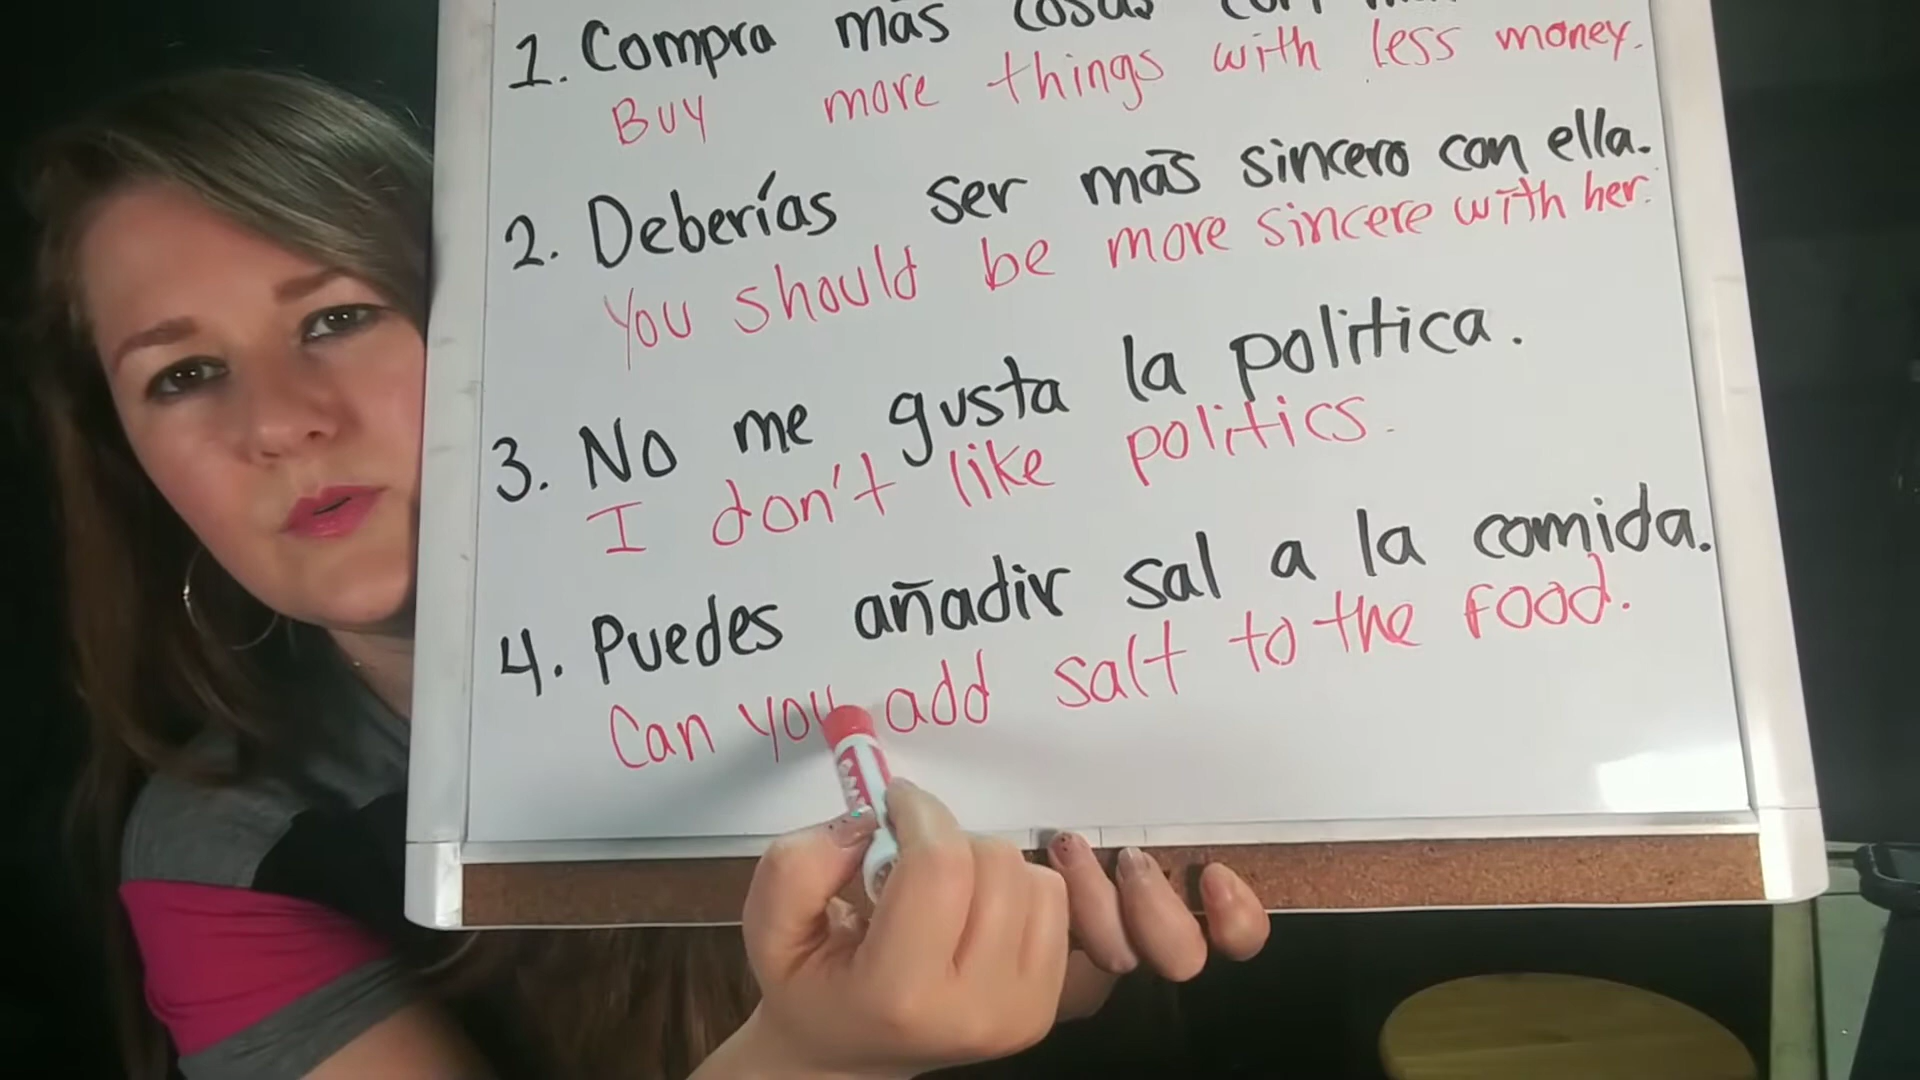 1. Compra más cosas con
Buy more things with less money.
2. Deberías ser más sincero con ella.
You should be more sincere with her.
3. No me gusta la politica.
I don't like politics.
4. Puedes añadir sal a la comida.
Can you add salt to the food.